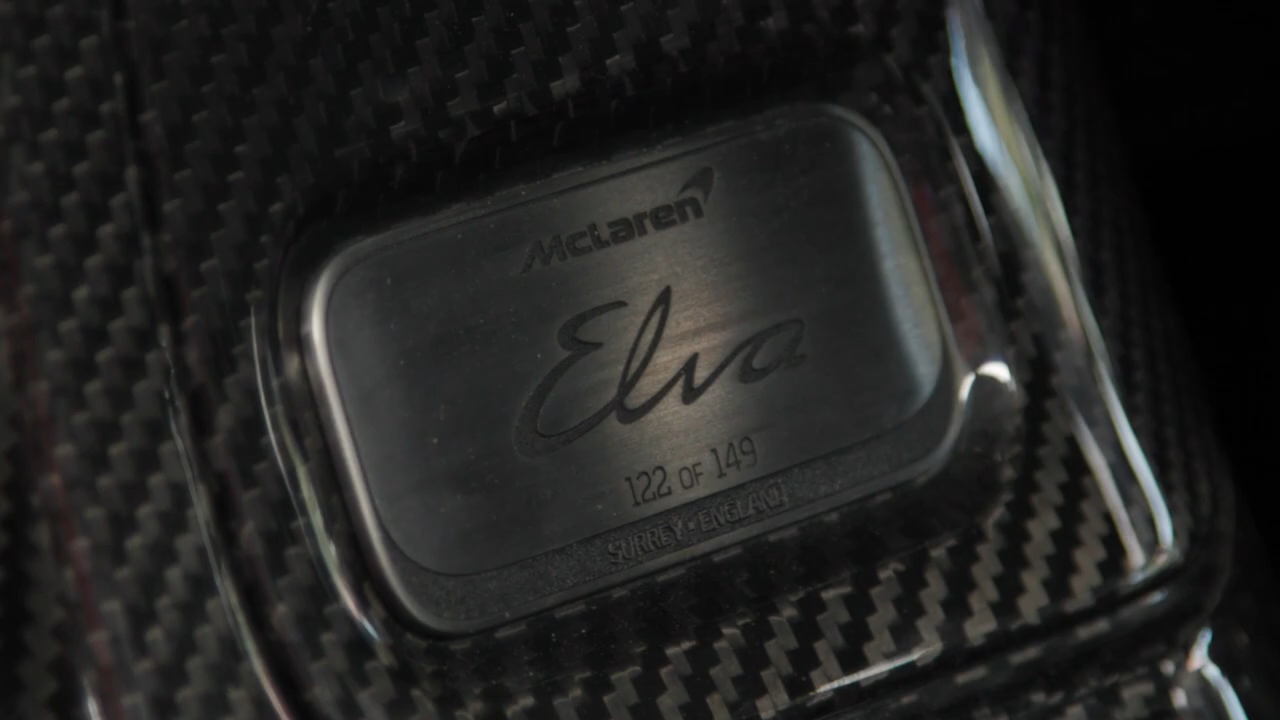 McLaren
Elva
122 OF 149
SURREY • ENGLAND